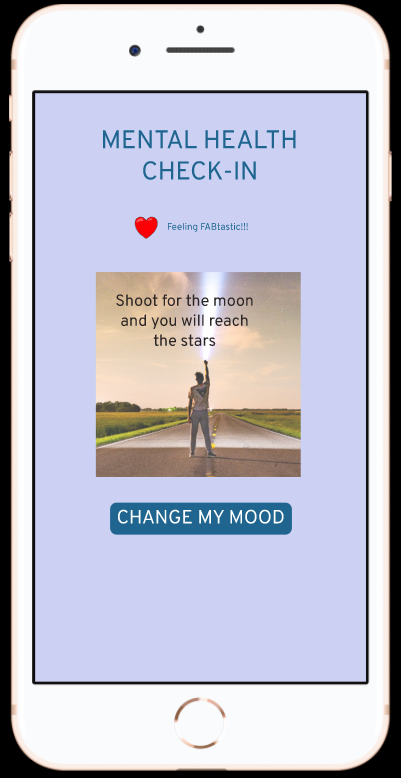 MENTAL HEALTH
CHECK-IN
Feeling FABtastic!!!
Shoot for the moon
and you will reach
the stars
CHANGE MY MOOD